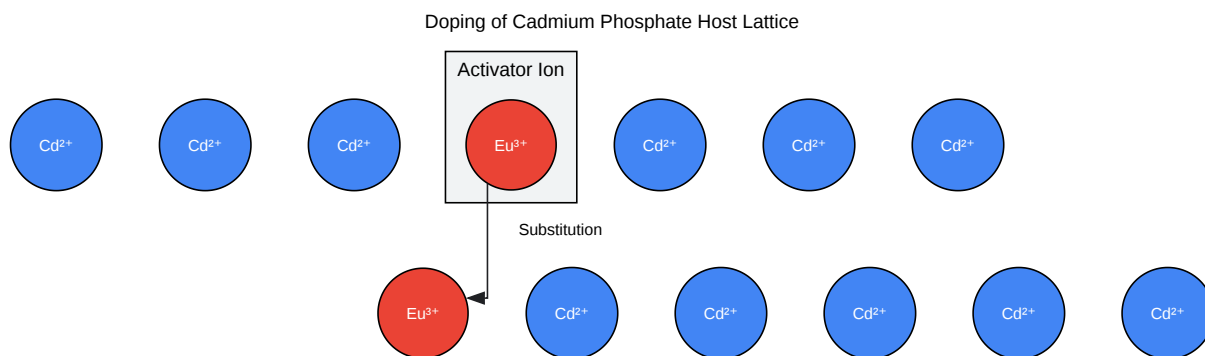 Doping of Cadmium Phosphate Host Lattice
Activator Ion
Cd²⁺ Cd²⁺ Cd²⁺ Eu³⁺ Cd²⁺ Cd²⁺ Cd²⁺
Substitution
Eu³⁺ Cd²⁺ Cd²⁺ Cd²⁺ Cd²⁺ Cd²⁺